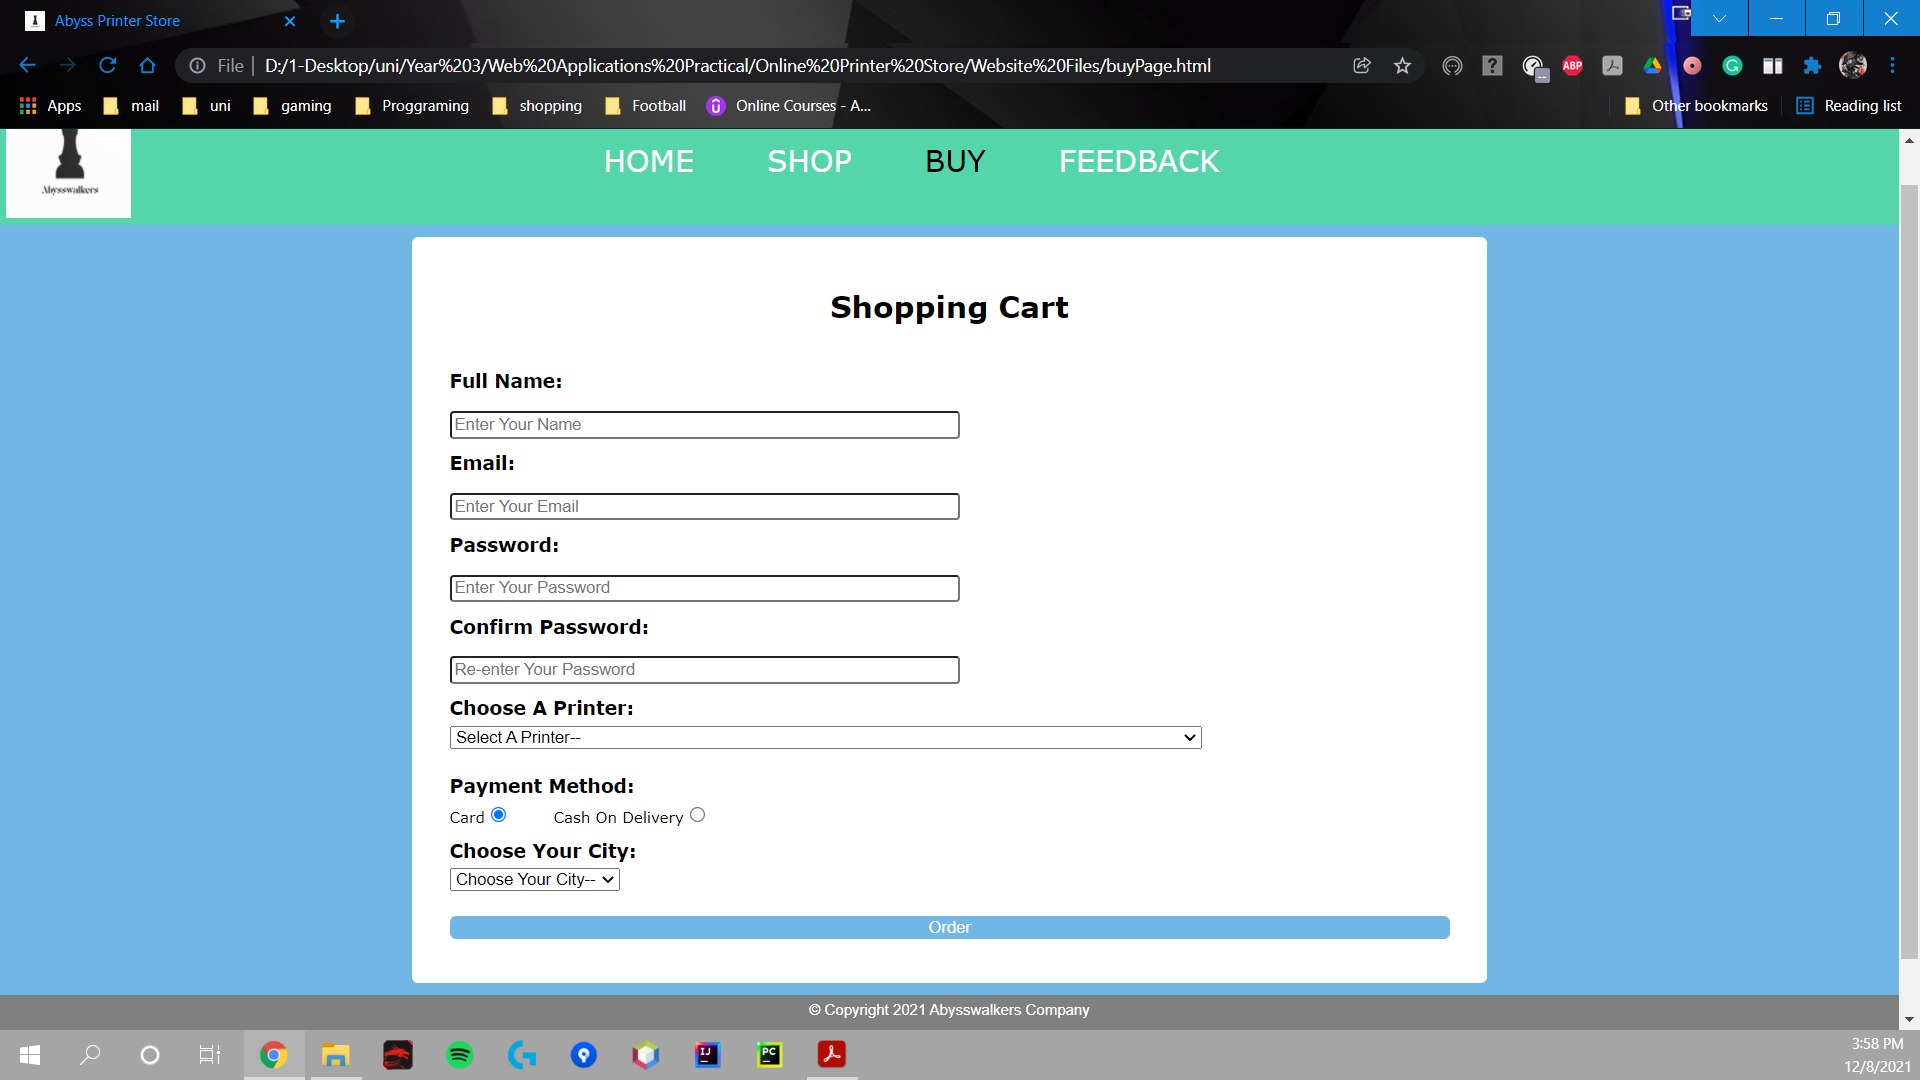 Abyss Printer Store
File D:/1-Desktop/uni/Year%203/Web%20Applications%20Practical/Online%20Printer%20Store/Website%20Files/buyPage.html
ABP
Apps mail uni gaming Proggraming shopping Football Online Courses - A... Other bookmarks Reading list
Abysswalkers
HOME SHOP BUY FEEDBACK
Shopping Cart
Full Name:
Enter Your Name
Email:
Enter Your Email
Password:
Enter Your Password
Confirm Password:
Re-enter Your Password
Choose A Printer:
Select A Printer--
Payment Method:
Card Cash On Delivery
Choose Your City:
Choose Your City--
Order
© Copyright 2021 Abysswalkers Company
IJ PC
3:58 PM
12/8/2021